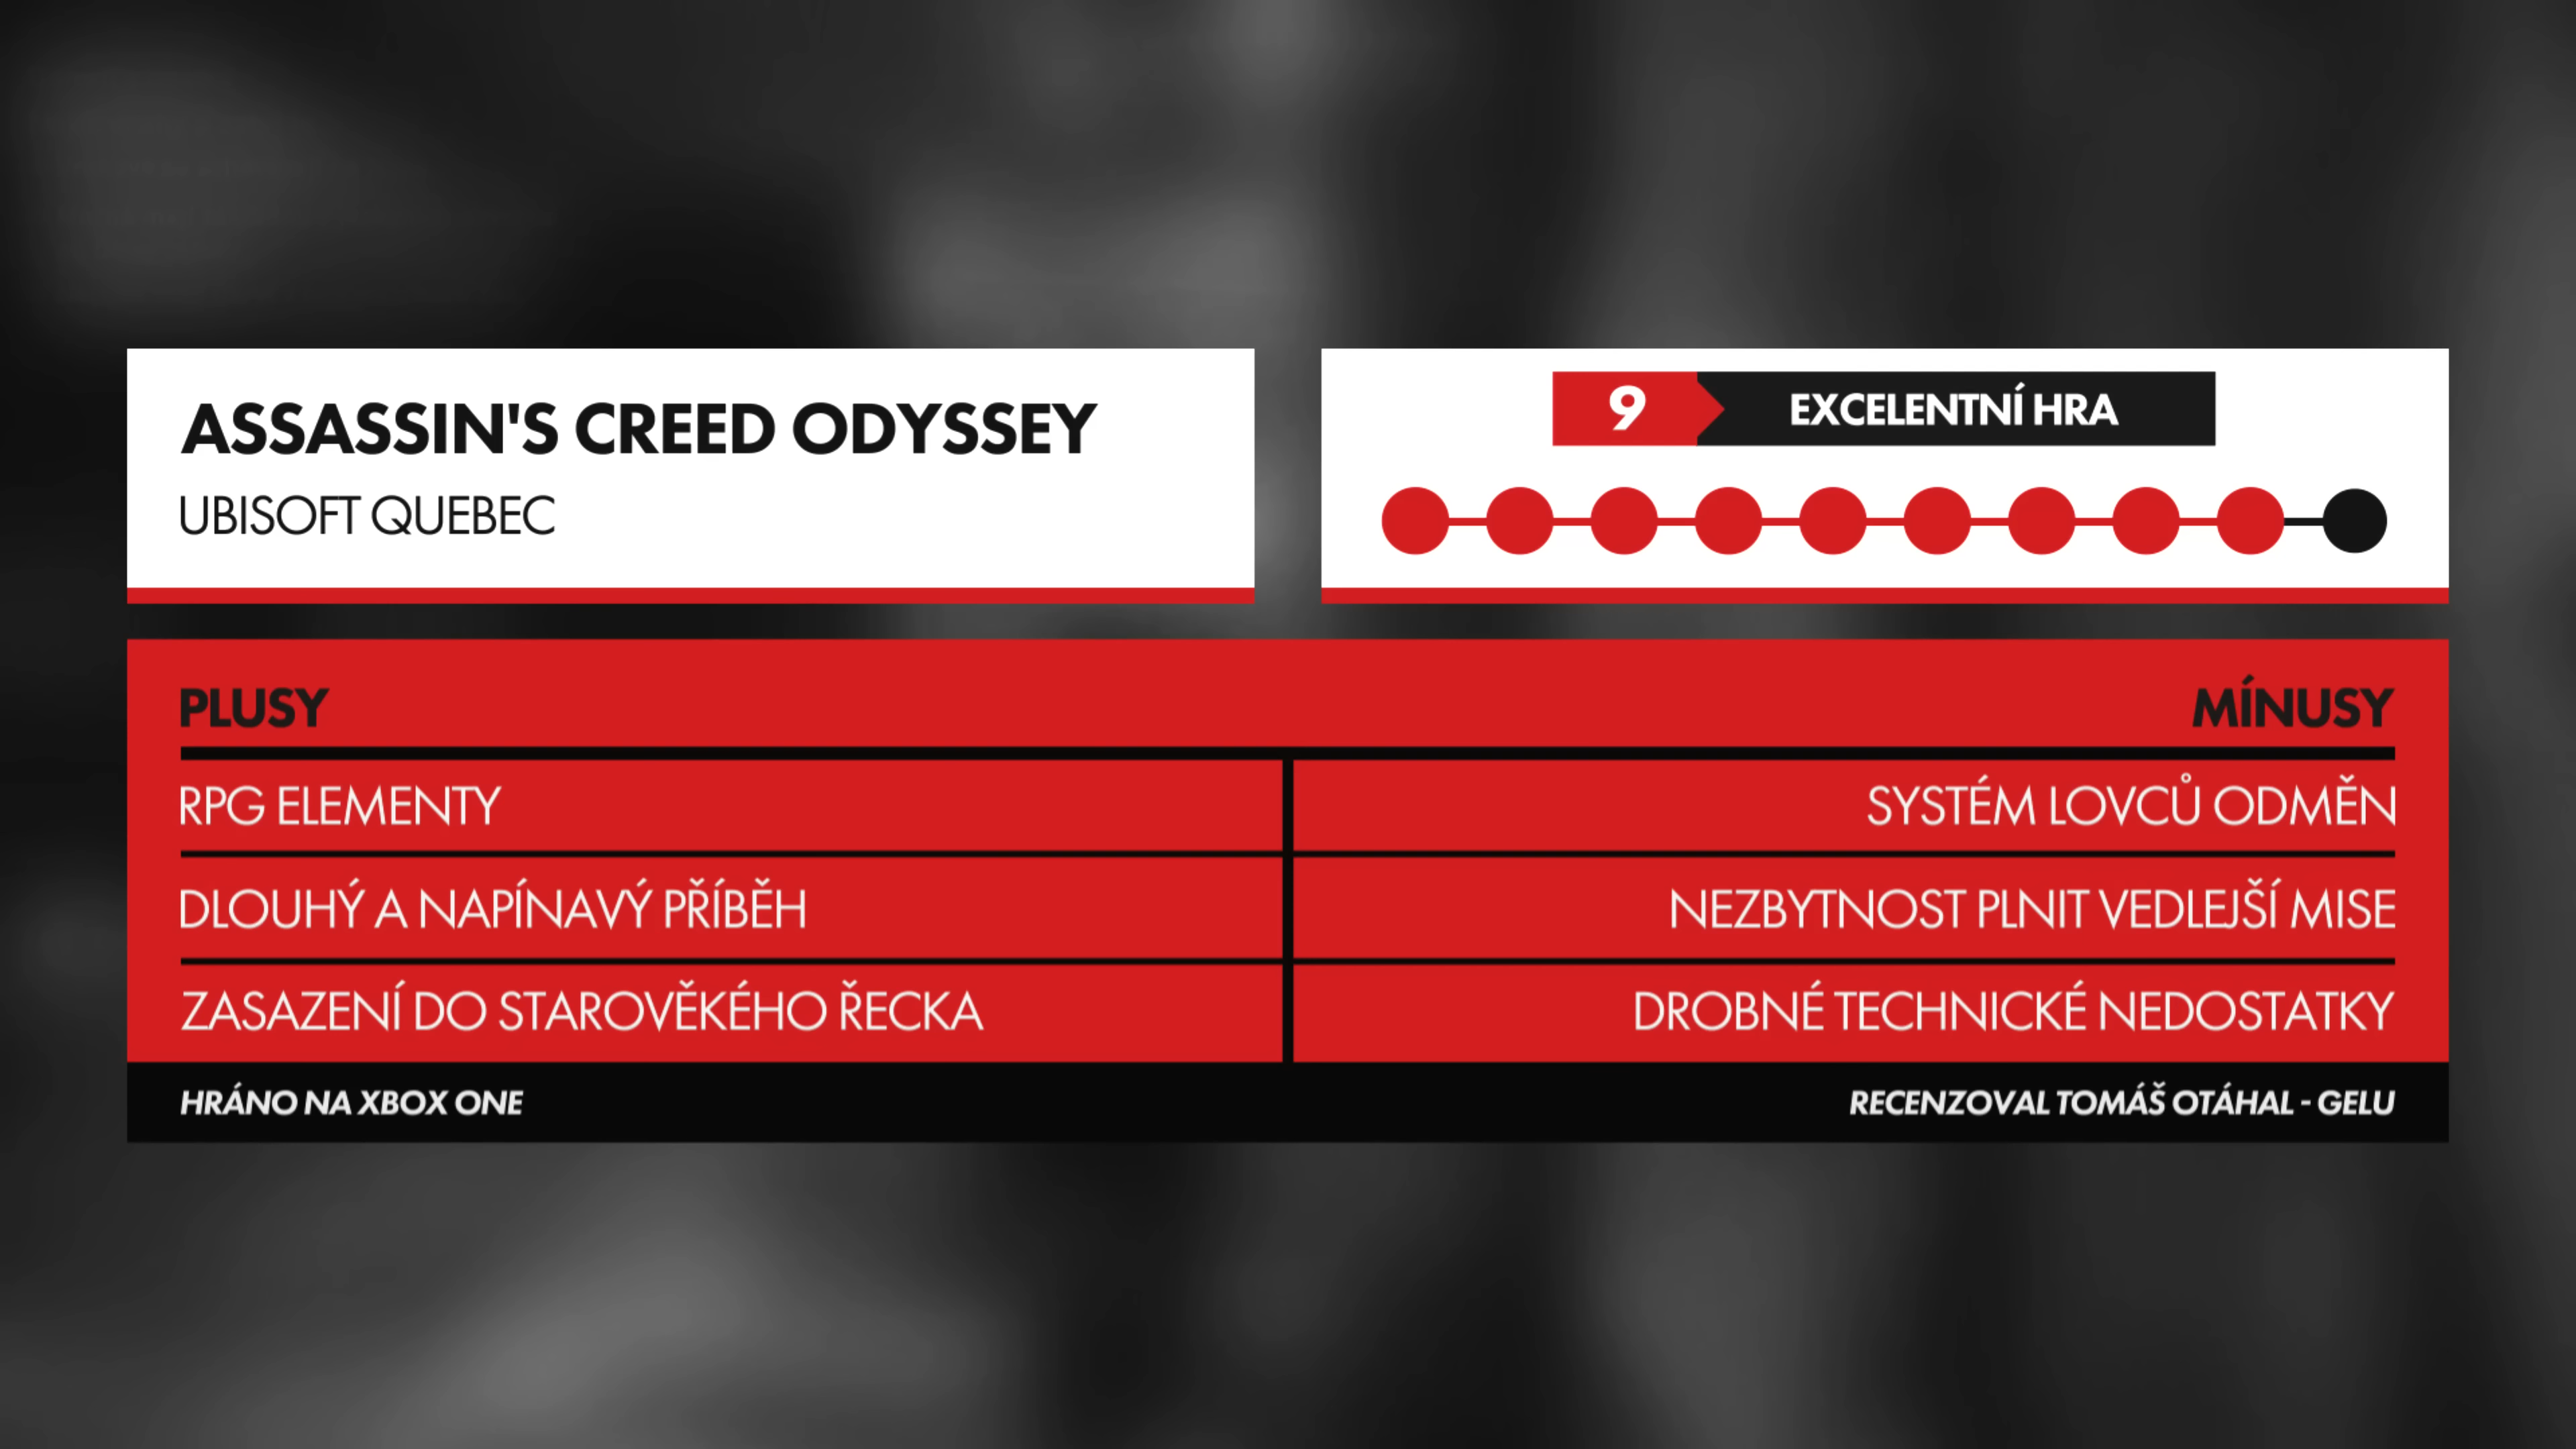 ASSASSIN'S CREED ODYSSEY
UBISOFT QUEBEC
9 EXCELENTNÍ HRA
PLUSY
MÍNUSY
RPG ELEMENTY
SYSTÉM LOVCŮ ODMĚN
DLOUHÝ A NAPÍNAVÝ PŘÍBĚH
NEZBYTNOST PLNIT VEDLEJŠÍ MISE
ZASAZENÍ DO STAROVĚKÉHO ŘECKA
DROBNÉ TECHNICKÉ NEDOSTATKY
HRÁNO NA XBOX ONE
RECENZOVAL TOMÁŠ OTÁHAL - GELU